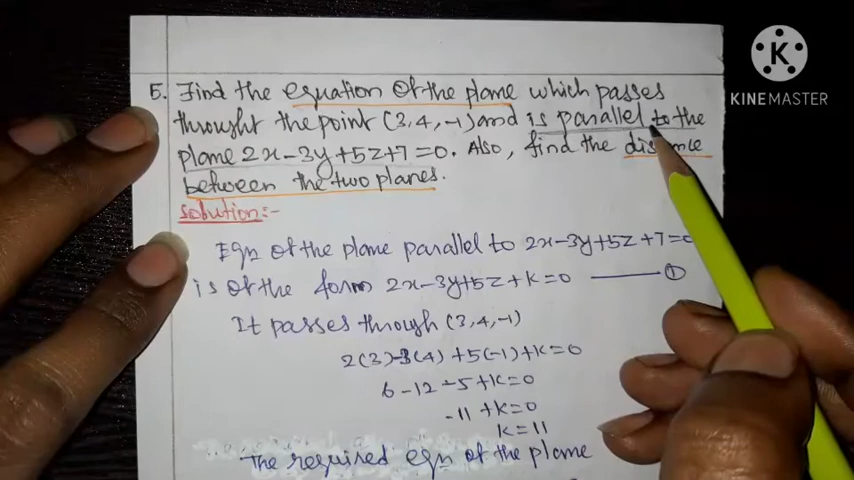 5. Find the equation of the plane which passes
throught the point (3,4,-1) and is parallel to the
plane 2x-3y+5z+7=0. Also, find the distance
between the two planes.
Solution:-
Eqn of the plane parallel to 2x-3y+5z+7=0
is of the form 2x-3y+5z+k=0 ——— ①
It passes through (3,4,-1)
2(3)-3(4)+5(-1)+k=0
6-12-5+k=0
-11+k=0
k=11
The required eqn of the plane
K
KINEMASTER